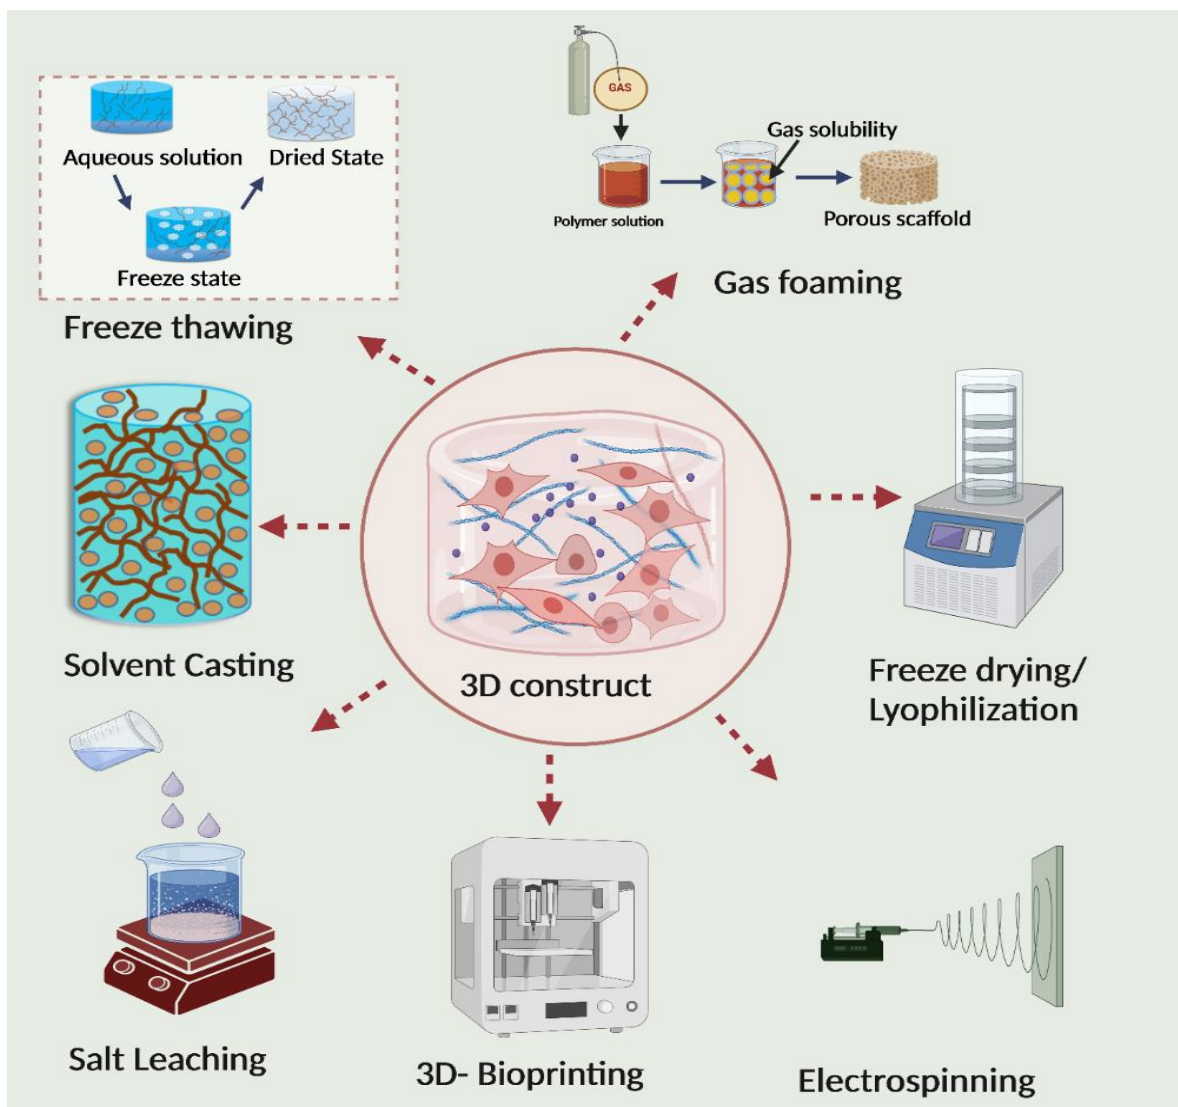 GAS
Gas solubility
Aqueous solution
Dried State
Polymer solution
Porous scaffold
Freeze state
Gas foaming
Freeze thawing
Solvent Casting
3D construct
Freeze drying/
Lyophilization
Salt Leaching
3D- Bioprinting
Electrospinning